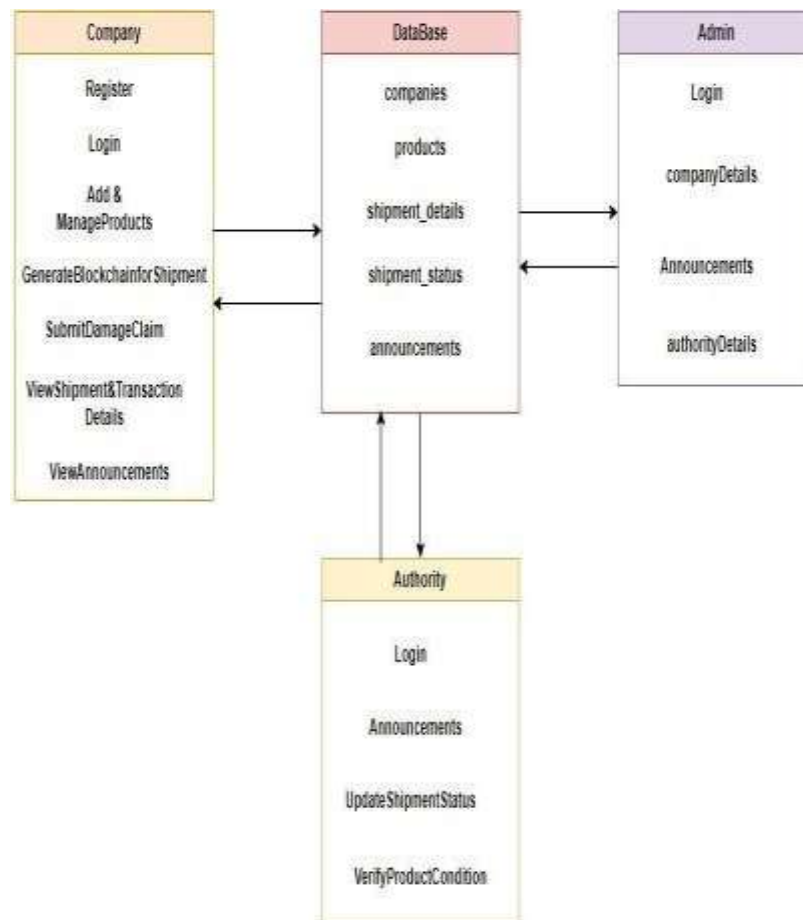 Company
Register
Login
Add &
ManageProducts
GenerateBlockchainforShipment
SubmitDamageClaim
ViewShipment&Transaction
Details
ViewAnnouncements
DataBase
companies
products
shipment_details
shipment_status
announcements
Admin
Login
companyDetails
Announcements
authorityDetails
Authority
Login
Announcements
UpdateShipmentStatus
VerifyProductCondition